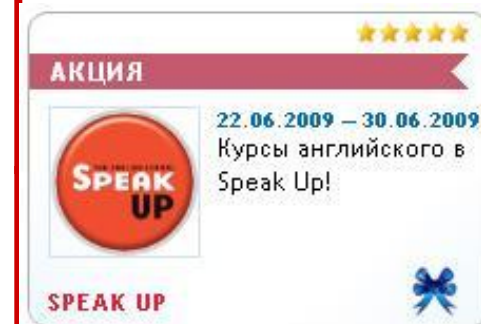 АКЦИЯ
22.06.2009 – 30.06.2009
Курсы английского в
Speak Up!
SPEAK
UP
SPEAK UP